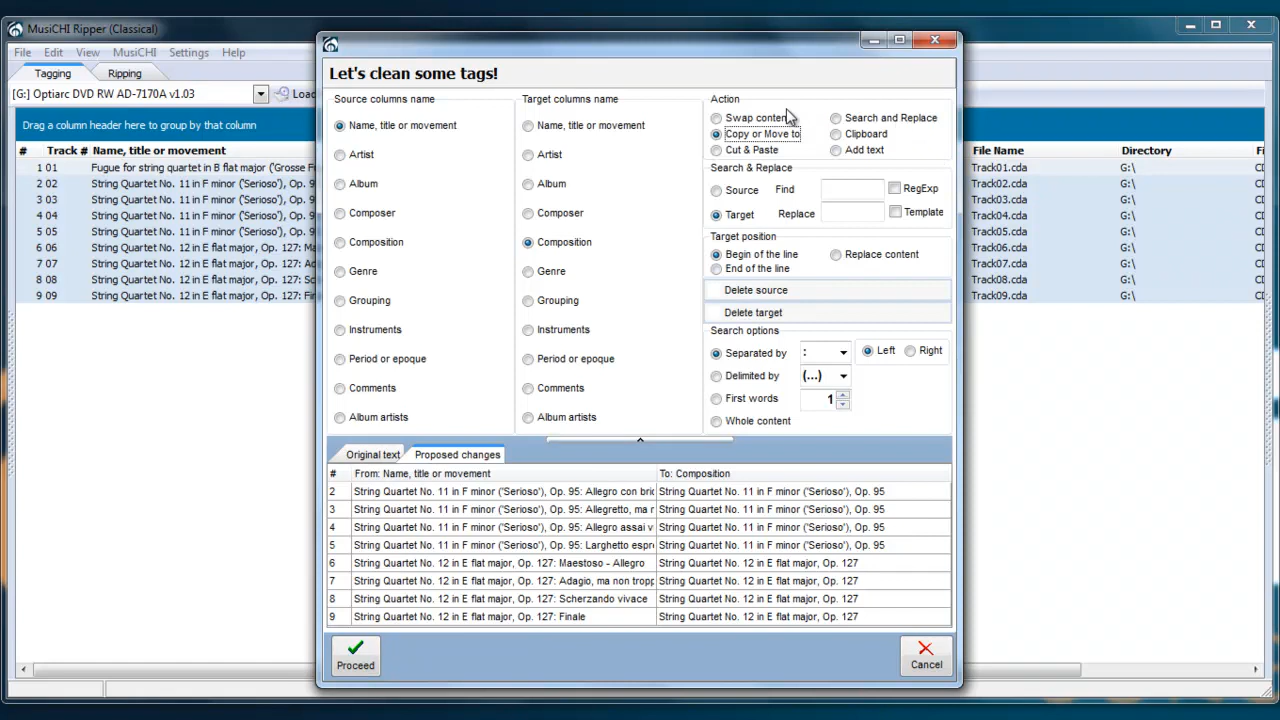 MusiCHI Ripper (Classical)
File Edit View MusiCHI Settings Help
Tagging Ripping
[G:] Optiarc DVD RW AD-7170A v1.03 Load
Drag a column header here to group by that column
# Track # Name, title or movement
1 01 Fugue for string quartet in B flat major ('Grosse
2 02 String Quartet No. 11 in F minor ('Serioso'), Op. 9
3 03 String Quartet No. 11 in F minor ('Serioso'), Op. 9
4 04 String Quartet No. 11 in F minor ('Serioso'), Op. 9
5 05 String Quartet No. 11 in F minor ('Serioso'), Op. 9
6 06 String Quartet No. 12 in E flat major, Op. 127: Ma
7 07 String Quartet No. 12 in E flat major, Op. 127: Ad
8 08 String Quartet No. 12 in E flat major, Op. 127: Sc
9 09 String Quartet No. 12 in E flat major, Op. 127: Fin
Let's clean some tags!
Source columns name
Name, title or movement
Artist
Album
Composer
Composition
Genre
Grouping
Instruments
Period or epoque
Comments
Album artists
Target columns name
Name, title or movement
Artist
Album
Composer
Composition
Genre
Grouping
Instruments
Period or epoque
Comments
Album artists
Action
Swap content Search and Replace
Copy or Move to Clipboard
Cut & Paste Add text
Search & Replace
Source Find RegExp
Target Replace Template
Target position
Begin of the line Replace content
End of the line
Delete source
Delete target
Search options
Separated by : Left Right
Delimited by (...)
First words 1
Whole content
Original text Proposed changes
# From: Name, title or movement To: Composition
2 String Quartet No. 11 in F minor ('Serioso'), Op. 95: Allegro con bric String Quartet No. 11 in F minor ('Serioso'), Op. 95
3 String Quartet No. 11 in F minor ('Serioso'), Op. 95: Allegretto, ma r String Quartet No. 11 in F minor ('Serioso'), Op. 95
4 String Quartet No. 11 in F minor ('Serioso'), Op. 95: Allegro assai v String Quartet No. 11 in F minor ('Serioso'), Op. 95
5 String Quartet No. 11 in F minor ('Serioso'), Op. 95: Larghetto espre String Quartet No. 11 in F minor ('Serioso'), Op. 95
6 String Quartet No. 12 in E flat major, Op. 127: Maestoso - Allegro String Quartet No. 12 in E flat major, Op. 127
7 String Quartet No. 12 in E flat major, Op. 127: Adagio, ma non tropp String Quartet No. 12 in E flat major, Op. 127
8 String Quartet No. 12 in E flat major, Op. 127: Scherzando vivace String Quartet No. 12 in E flat major, Op. 127
9 String Quartet No. 12 in E flat major, Op. 127: Finale String Quartet No. 12 in E flat major, Op. 127
Proceed Cancel
File Name Directory Fi
Track01.cda G:\ CD
Track02.cda G:\ CD
Track03.cda G:\ CD
Track04.cda G:\ CD
Track05.cda G:\ CD
Track06.cda G:\ CD
Track07.cda G:\ CD
Track08.cda G:\ CD
Track09.cda G:\ CD